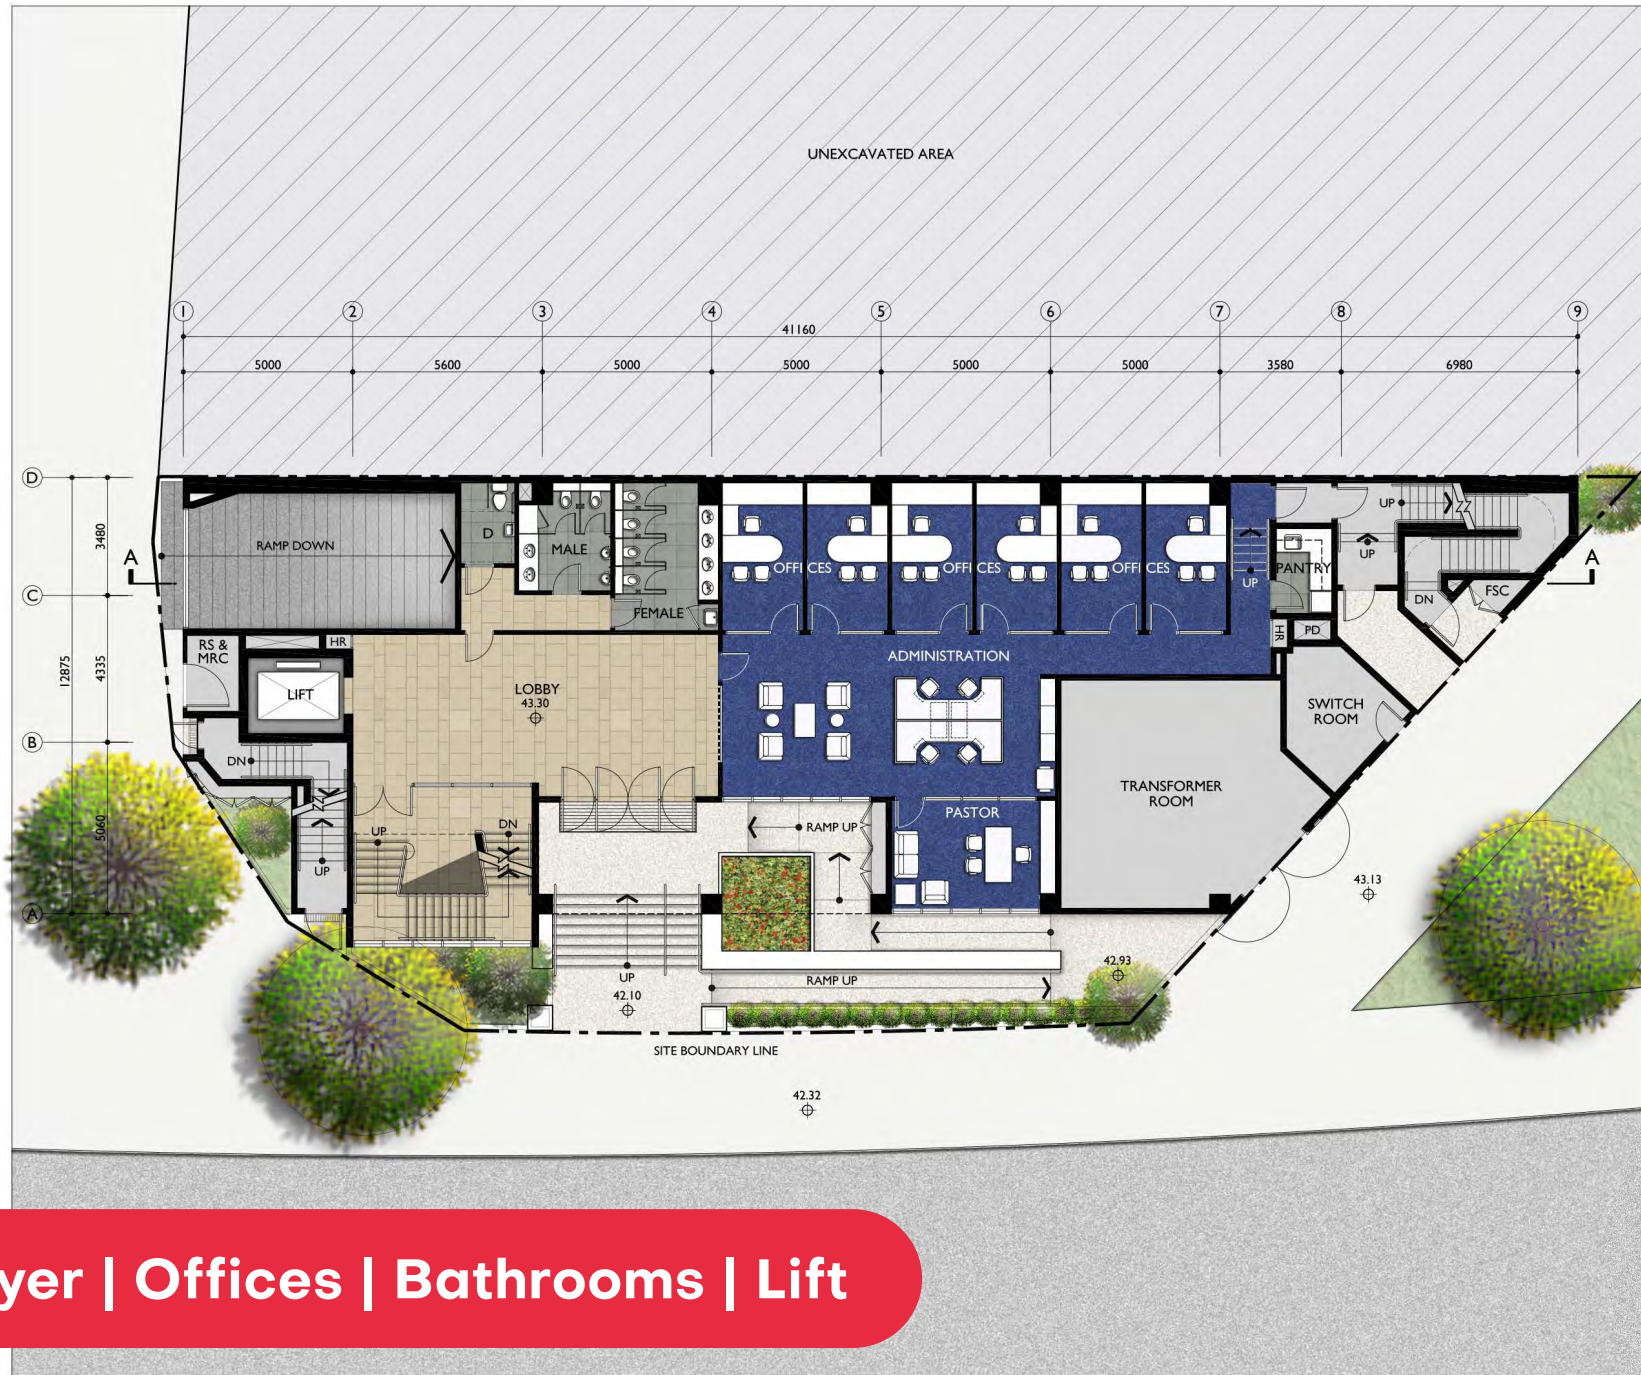 UNEXCAVATED AREA
1 2 3 4 5 6 7 8 9
41160
5000 5600 5000 5000 5000 5000 3580 6980
D
C
B
A
3480
4335
5060
12875
A
A
RAMP DOWN
D
MALE
FEMALE
OFFICES
OFFICES
OFFICES
UP
PANTRY
UP
UP
DN
FSC
RS &
MRC
HR
LIFT
LOBBY
43.30
ADMINISTRATION
HR
PD
SWITCH
ROOM
TRANSFORMER
ROOM
DN
UP
UP
DN
RAMP UP
PASTOR
43.13
UP
42.10
RAMP UP
42.93
SITE BOUNDARY LINE
42.32
yer | Offices | Bathrooms | Lift